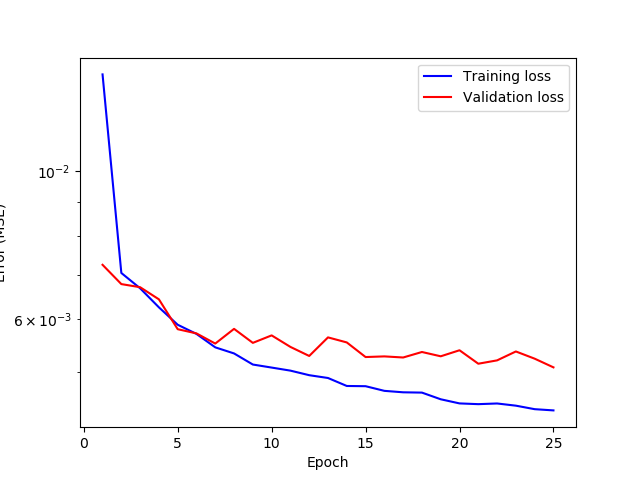 Training loss
Validation loss
10⁻²
6 × 10⁻³
Error (MSE)
0 5 10 15 20 25
Epoch